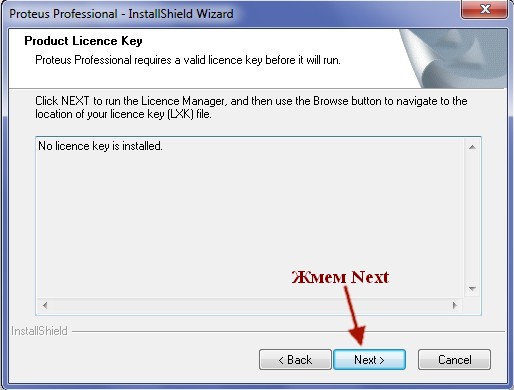 Proteus Professional - InstallShield Wizard
Product Licence Key
Proteus Professional requires a valid licence key before it will run.
Click NEXT to run the Licence Manager, and then use the Browse button to navigate to the
location of your licence key (LXK) file.
No licence key is installed.
Жмем Next
InstallShield
< Back
Next >
Cancel